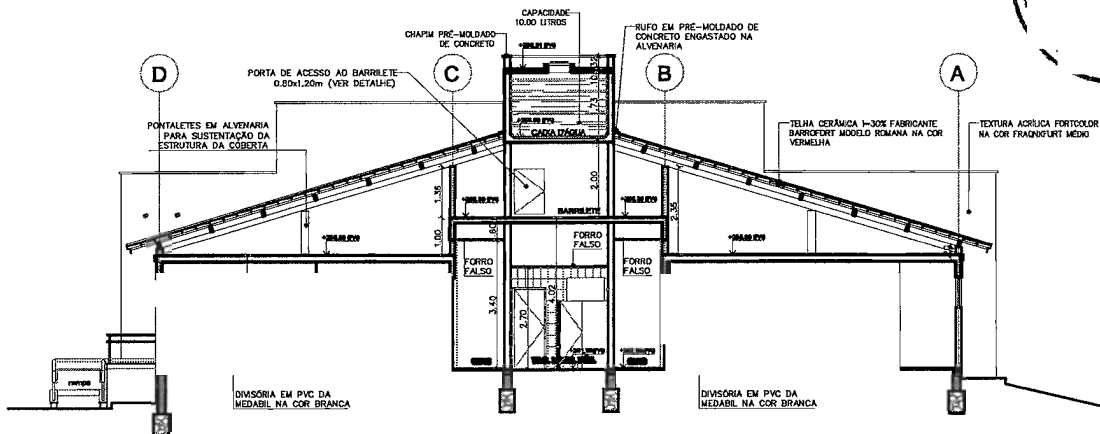 CAPACIDADE
10.00 LITROS
CHAPIM PRÉ-MOLDADO
DE CONCRETO
RUFO EM PRÉ-MOLDADO DE
CONCRETO ENGASTADO NA
ALVENARIA
D
C
B
A
PORTA DE ACESSO AO BARRILETE
0.80x1.20m (VER DETALHE)
PONTALETES EM ALVENARIA
PARA SUSTENTAÇÃO DA
ESTRUTURA DA COBERTA
CAIXA D'ÁGUA
TELHA CERÂMICA I=30% FABRICANTE
BARROFORT MODELO ROMANA NA COR
VERMELHA
TEXTURA ACRÍLICA FORTCOLOR
NA COR FRAQNKFURT MÉDIO
2.00
1.36
2.36
BARRILETE
1.00
.60
FORRO
FALSO
FORRO
FALSO
FORRO
FALSO
3.40
2.70
4.02
DIVISÓRIA EM PVC DA
MEDABIL NA COR BRANCA
DIVISÓRIA EM PVC DA
MEDABIL NA COR BRANCA